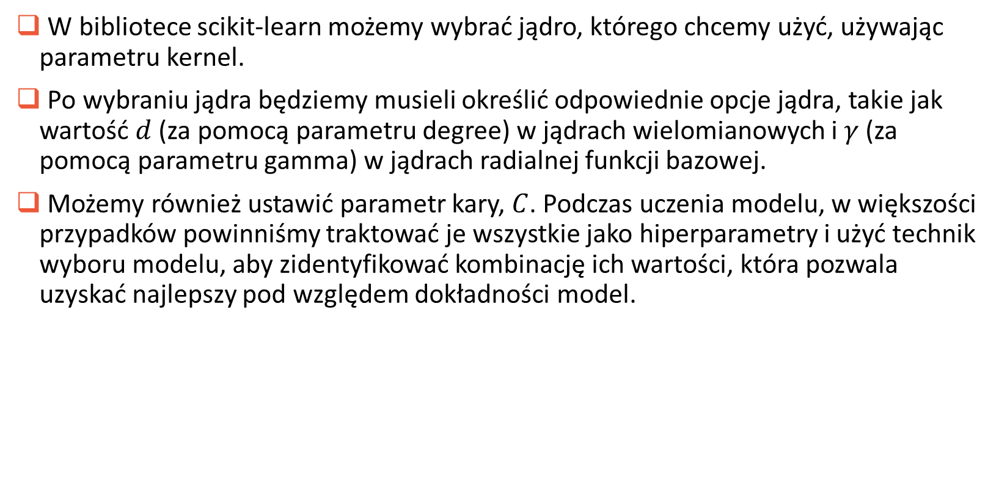 ❑ W bibliotece scikit-learn możemy wybrać jądro, którego chcemy użyć, używając
parametru kernel.
❑ Po wybraniu jądra będziemy musieli określić odpowiednie opcje jądra, takie jak
wartość 𝑑 (za pomocą parametru degree) w jądrach wielomianowych i 𝛾 (za
pomocą parametru gamma) w jądrach radialnej funkcji bazowej.
❑ Możemy również ustawić parametr kary, 𝐶. Podczas uczenia modelu, w większości
przypadków powinniśmy traktować je wszystkie jako hiperparametry i użyć technik
wyboru modelu, aby zidentyfikować kombinację ich wartości, która pozwala
uzyskać najlepszy pod względem dokładności model.